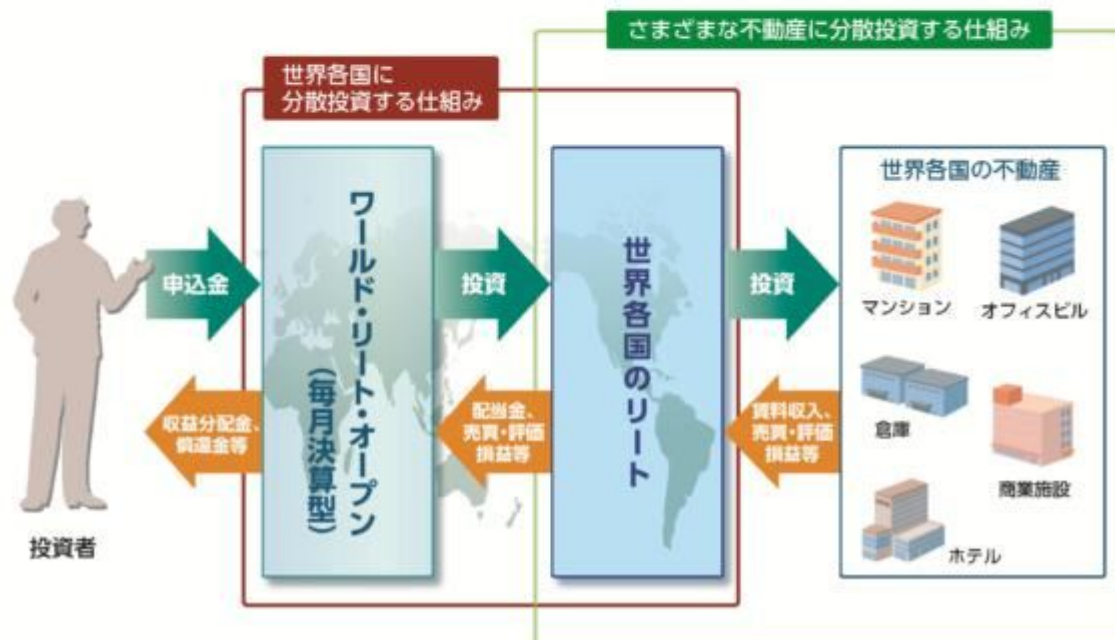 さまざまな不動産に分散投資する仕組み
世界各国に
分散投資する仕組み
投資者
申込金
収益分配金、
償還金等
ワールド・リート・オープン
(毎月決算型)
投資
配当金、
売買・評価
損益等
世界各国のリート
投資
賃料収入、
売買・評価
損益等
世界各国の不動産
マンション
オフィスビル
倉庫
商業施設
ホテル